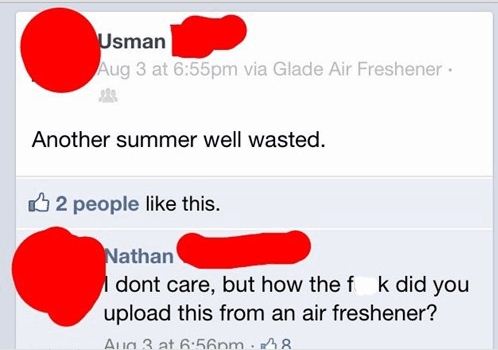 Usman
Aug 3 at 6:55pm via Glade Air Freshener ·
Another summer well wasted.
2 people like this.
Nathan
I dont care, but how the f k did you
upload this from an air freshener?
Aug 3 at 6:56pm · 8